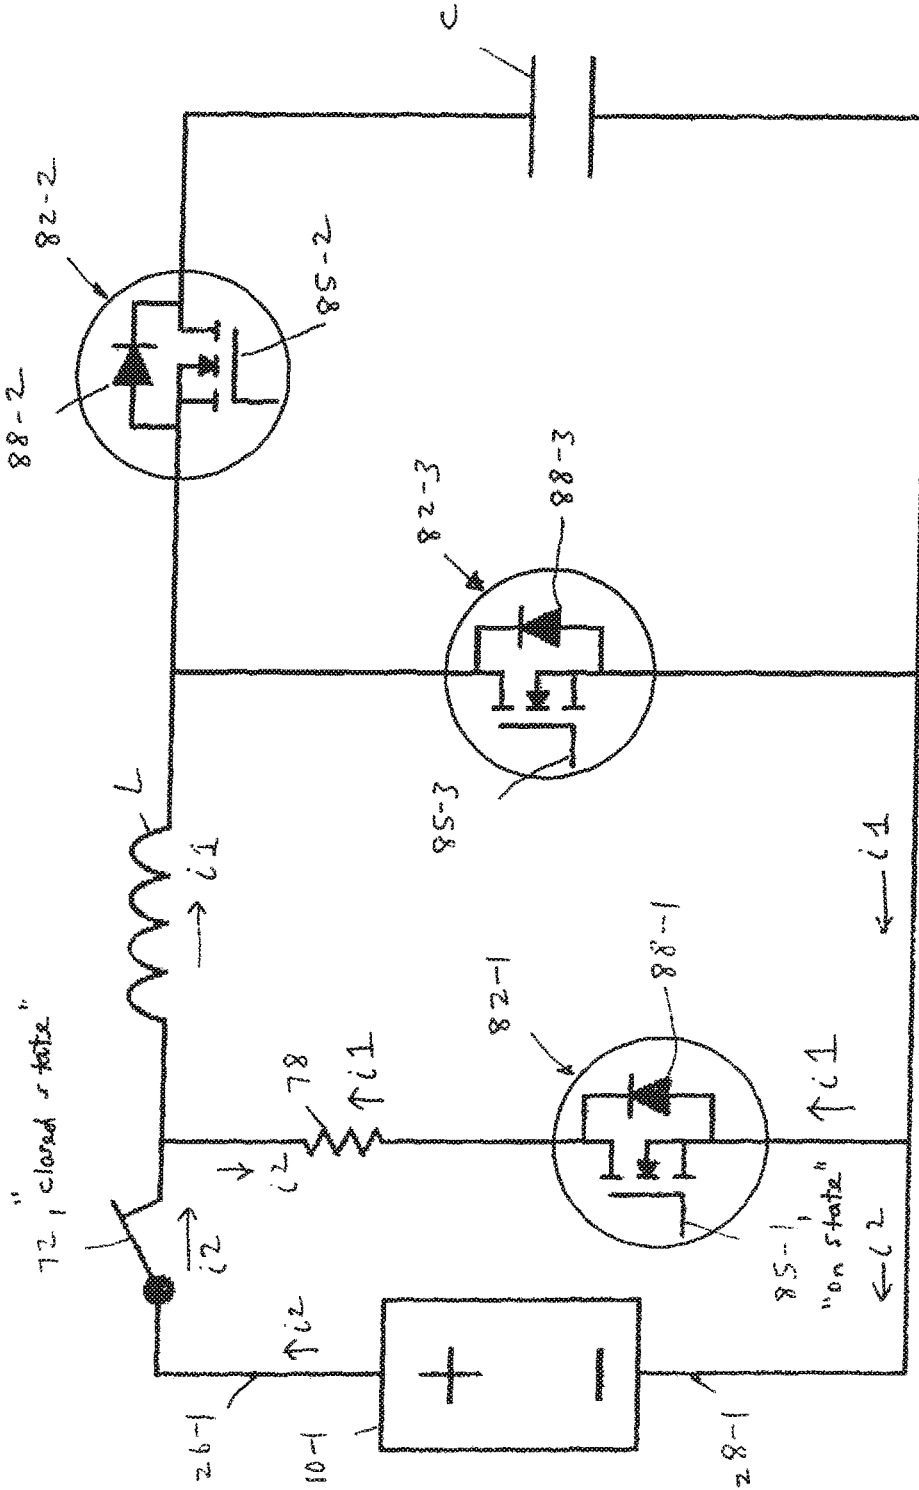 72, "closed state"
88-2
82-2
L
i1
26-1
i2
i2
i2
78
i1
85-2
C
10-1
+
−
82-3
88-3
85-3
82-1
88-1
28-1
85-1,
"on state"
i1
i2
i1